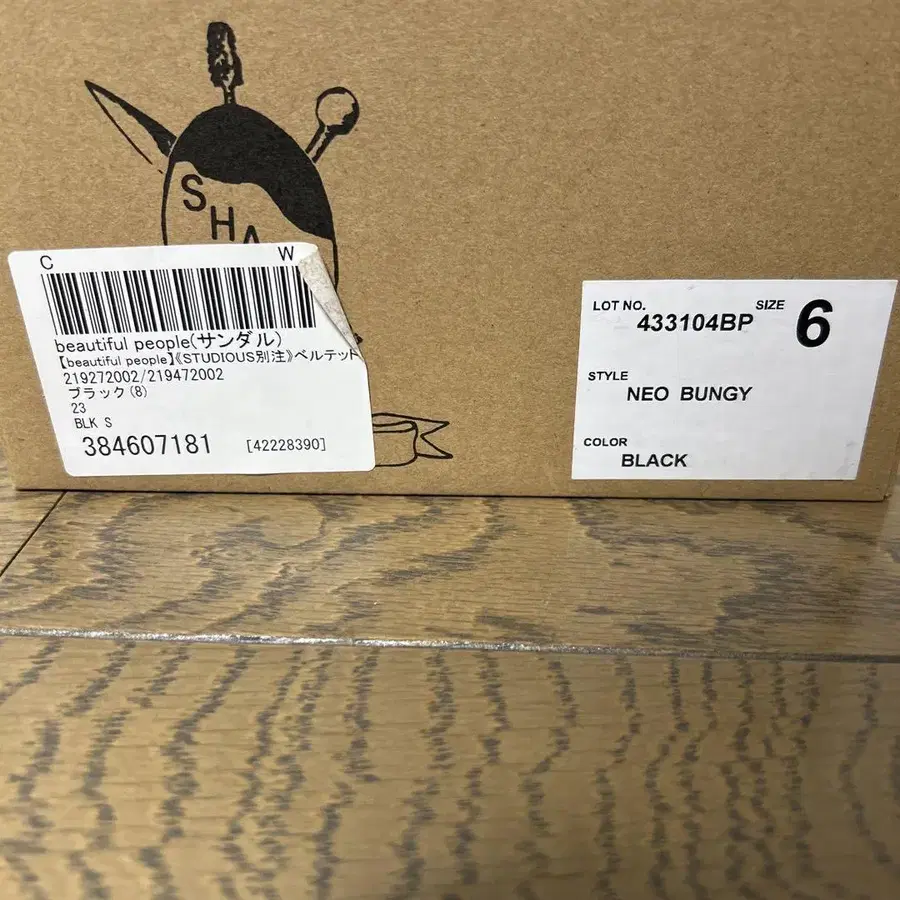 SHA
C W
beautiful people(サンダル)
【beautiful people】《STUDIOUS別注》ベルテット
219272002/219472002
ブラック(8)
23
BLK S
384607181 [42228390]
LOT NO. 433104BP SIZE 6
STYLE NEO BUNGY
COLOR BLACK